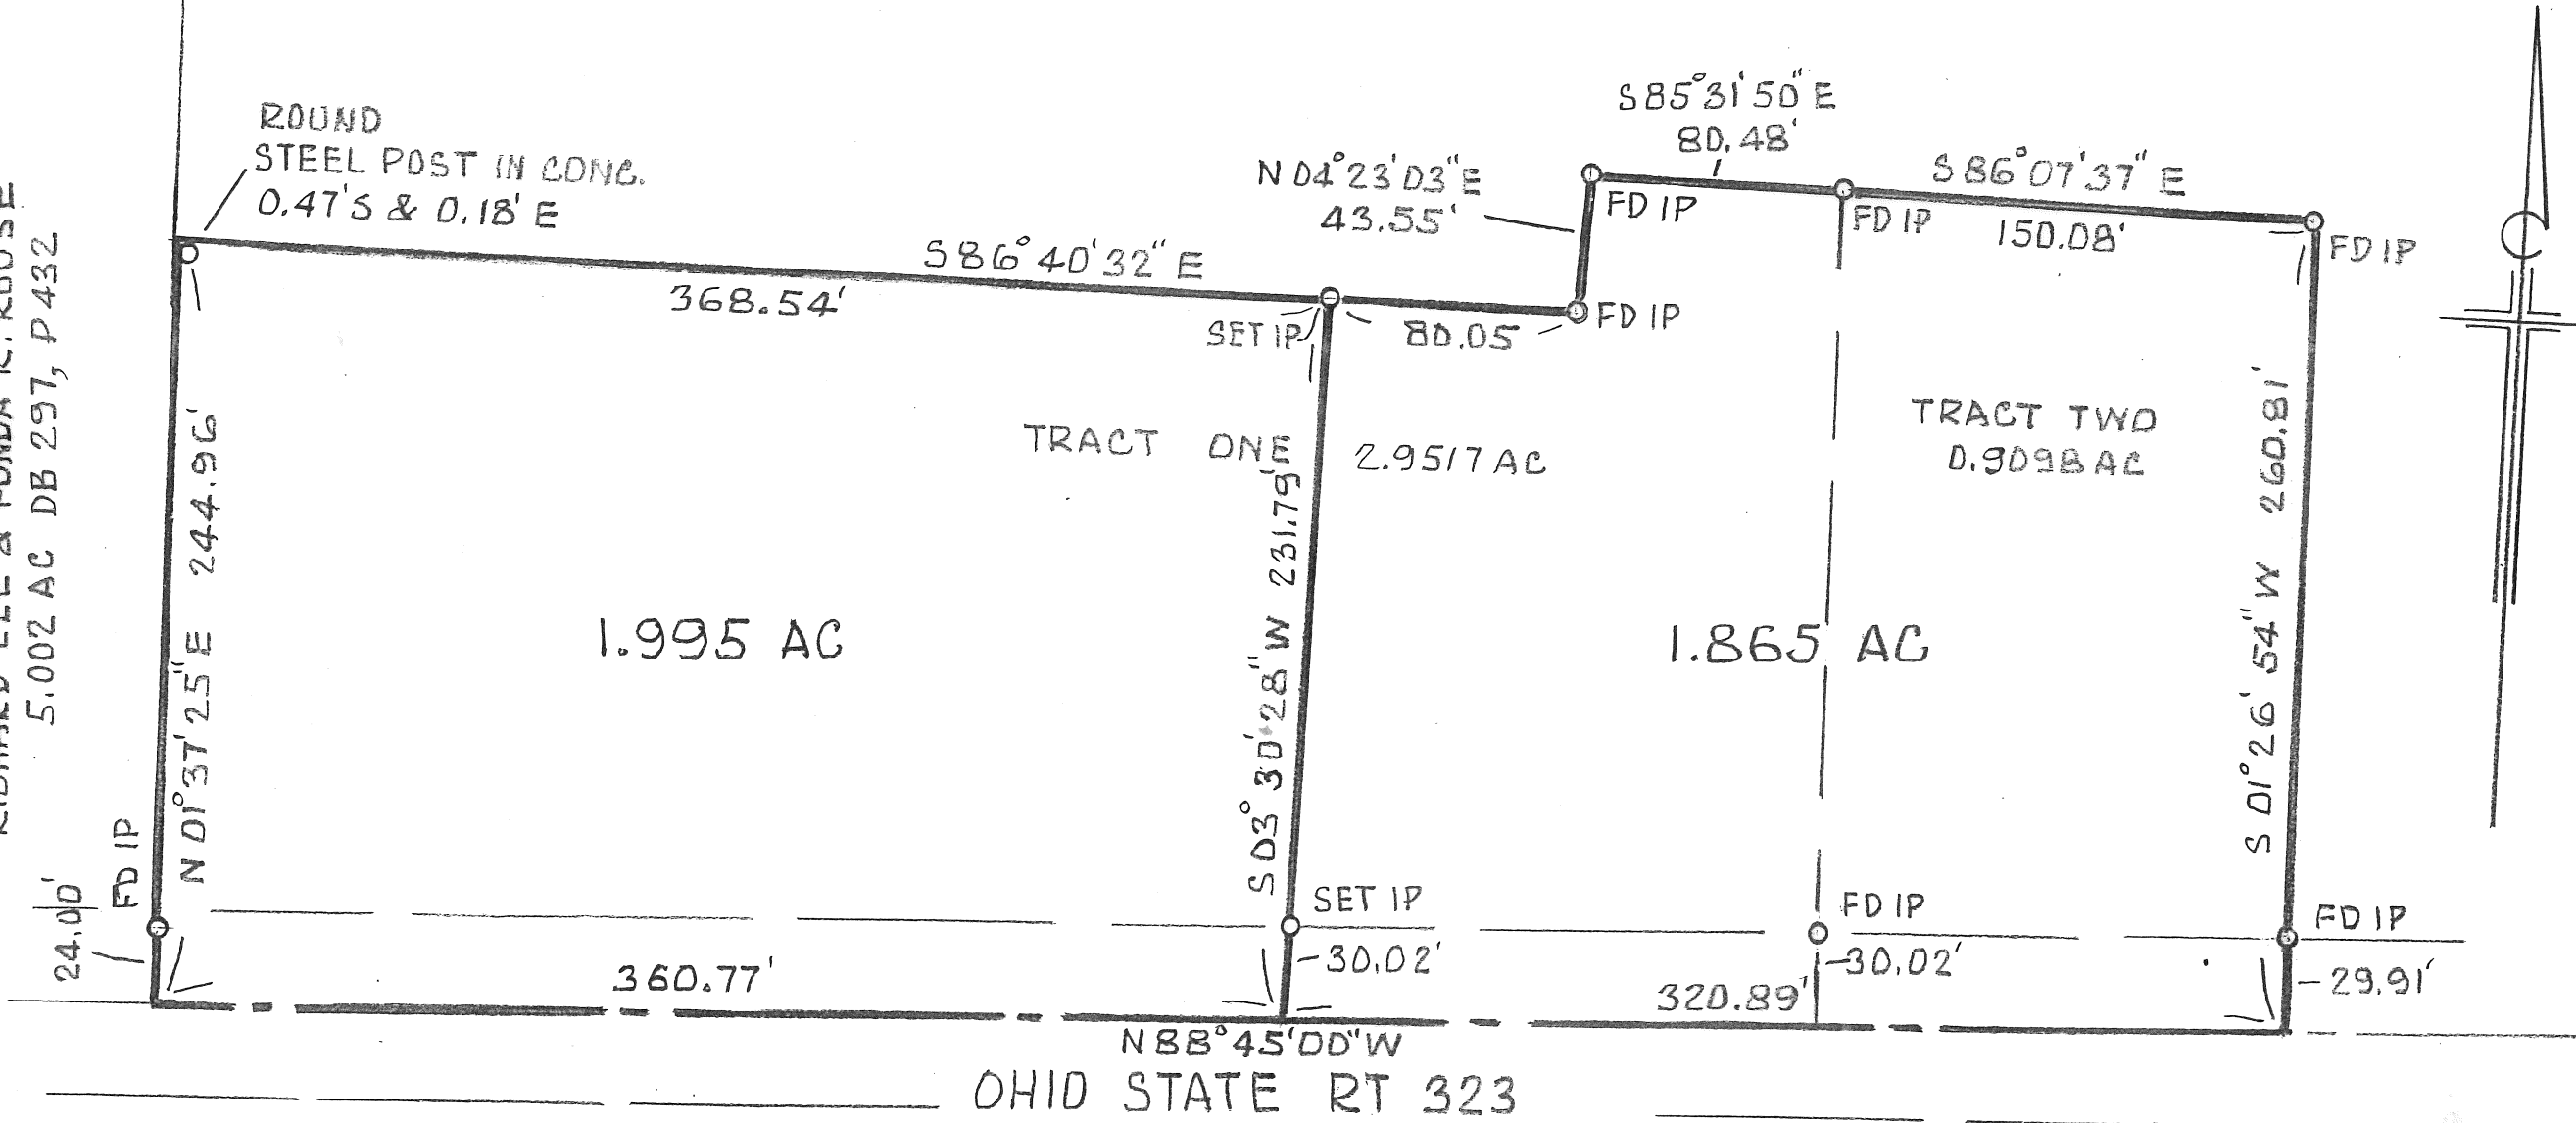 ROUND
STEEL POST IN CONC.
0.47'S & 0.18' E
S 86° 40' 32" E
368.54'
N 04° 23' 03" E
43.55'
S 85° 31' 50" E
80.48'
S 86° 07' 37" E
150.08'
FD IP
FD IP
FD IP
FD IP
SET IP
80.05
5.002 AC DB 297, P 432
N 01° 37' 25" E 244.96'
TRACT ONE
2.9517 AC
TRACT TWO
0.9098 AC
S 03° 30' 28" W 231.79'
S 01° 26' 54" W 260.81'
1.995 AC
1.865 AC
24.00'
FD IP
SET IP
FD IP
FD IP
360.77'
30.02'
320.89'
30.02'
29.91'
N 88° 45' 00" W
OHIO STATE RT 323